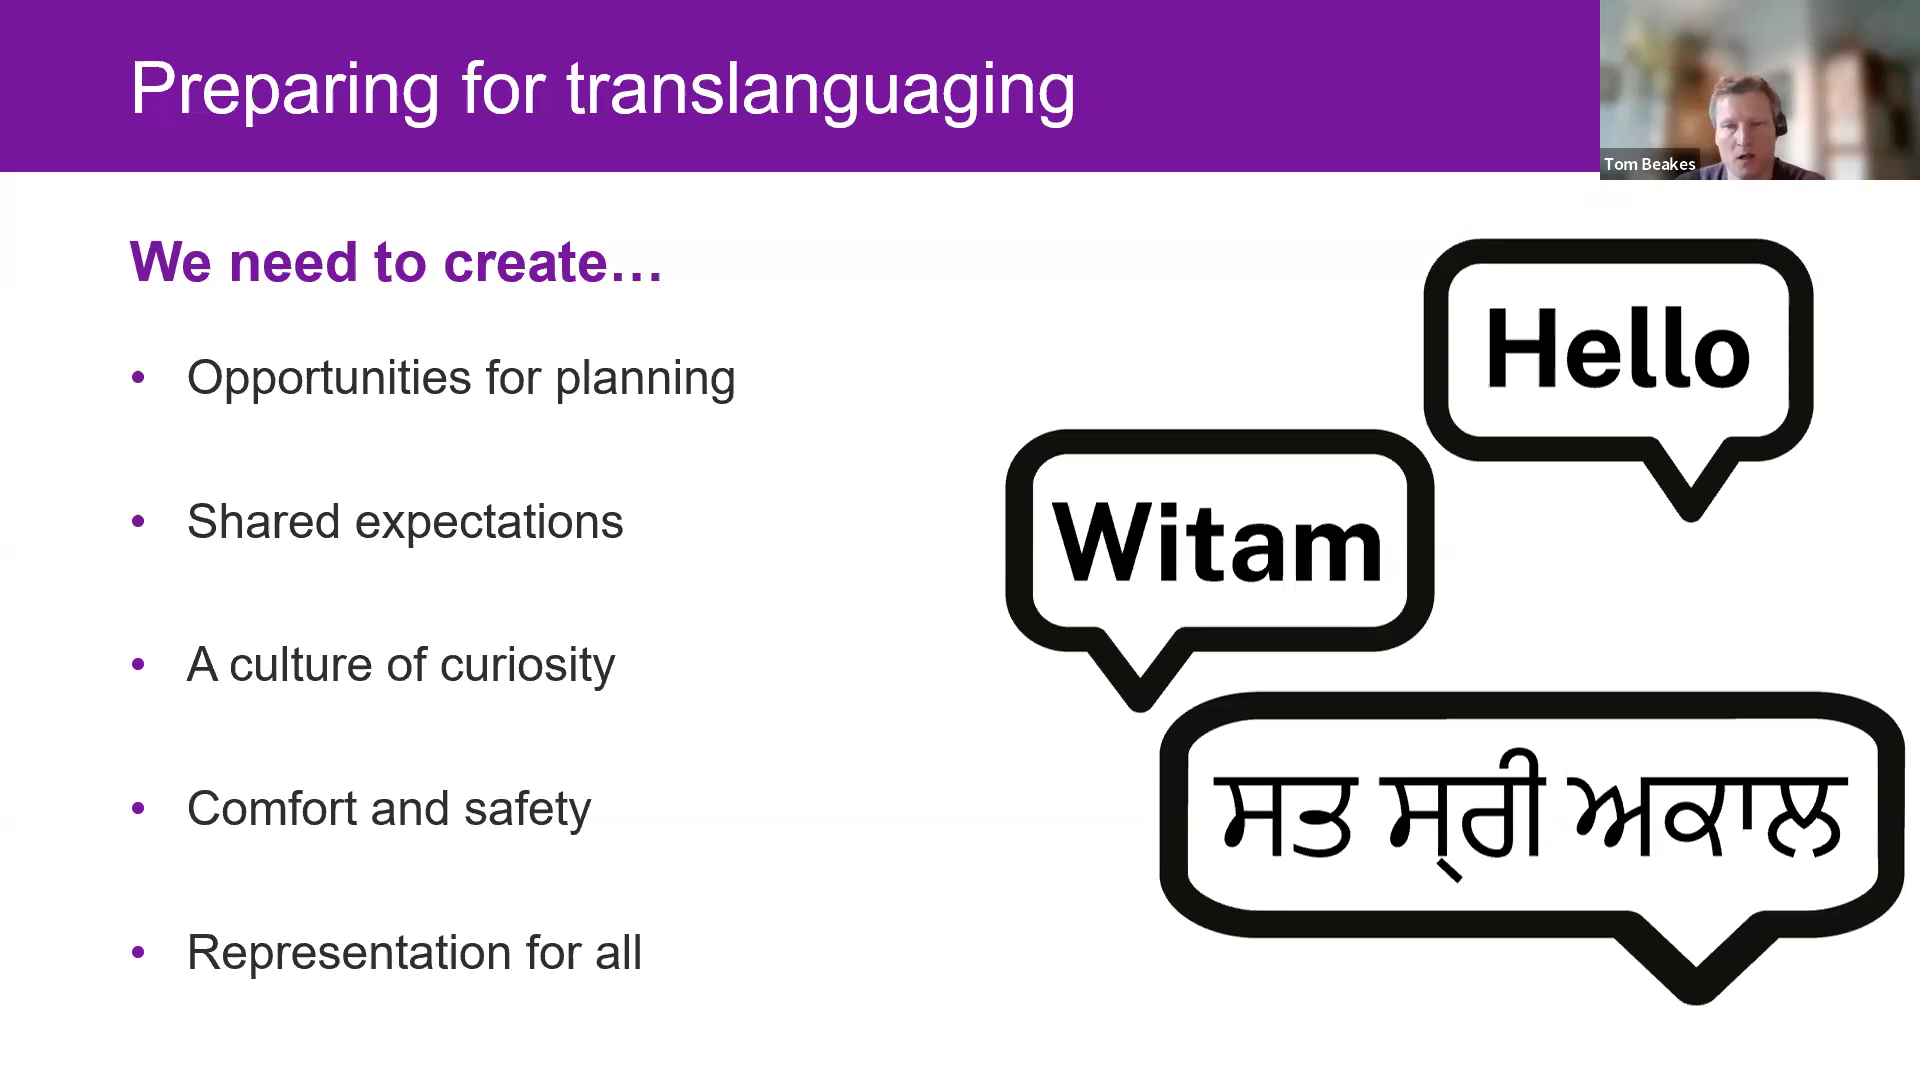 Preparing for translanguaging
Tom Beakes
We need to create…
• Opportunities for planning
• Shared expectations
• A culture of curiosity
• Comfort and safety
• Representation for all
Hello
Witam
ਸਤ ਸ੍ਰੀ ਅਕਾਲ